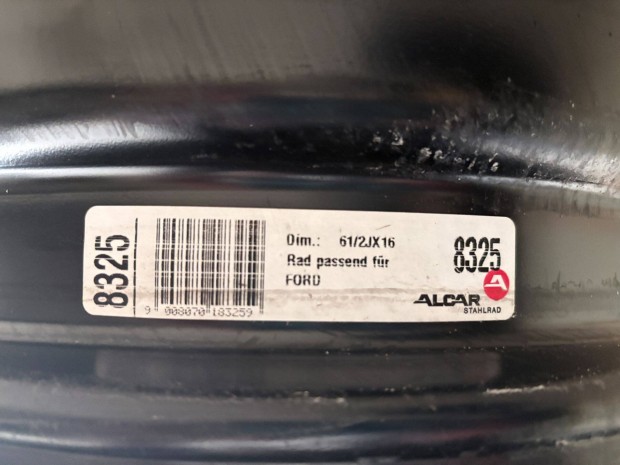 8325
9 008070 183259
Dim.: 61/2JX16
Rad passend für
FORD
8325
ALCAR
STAHLRAD